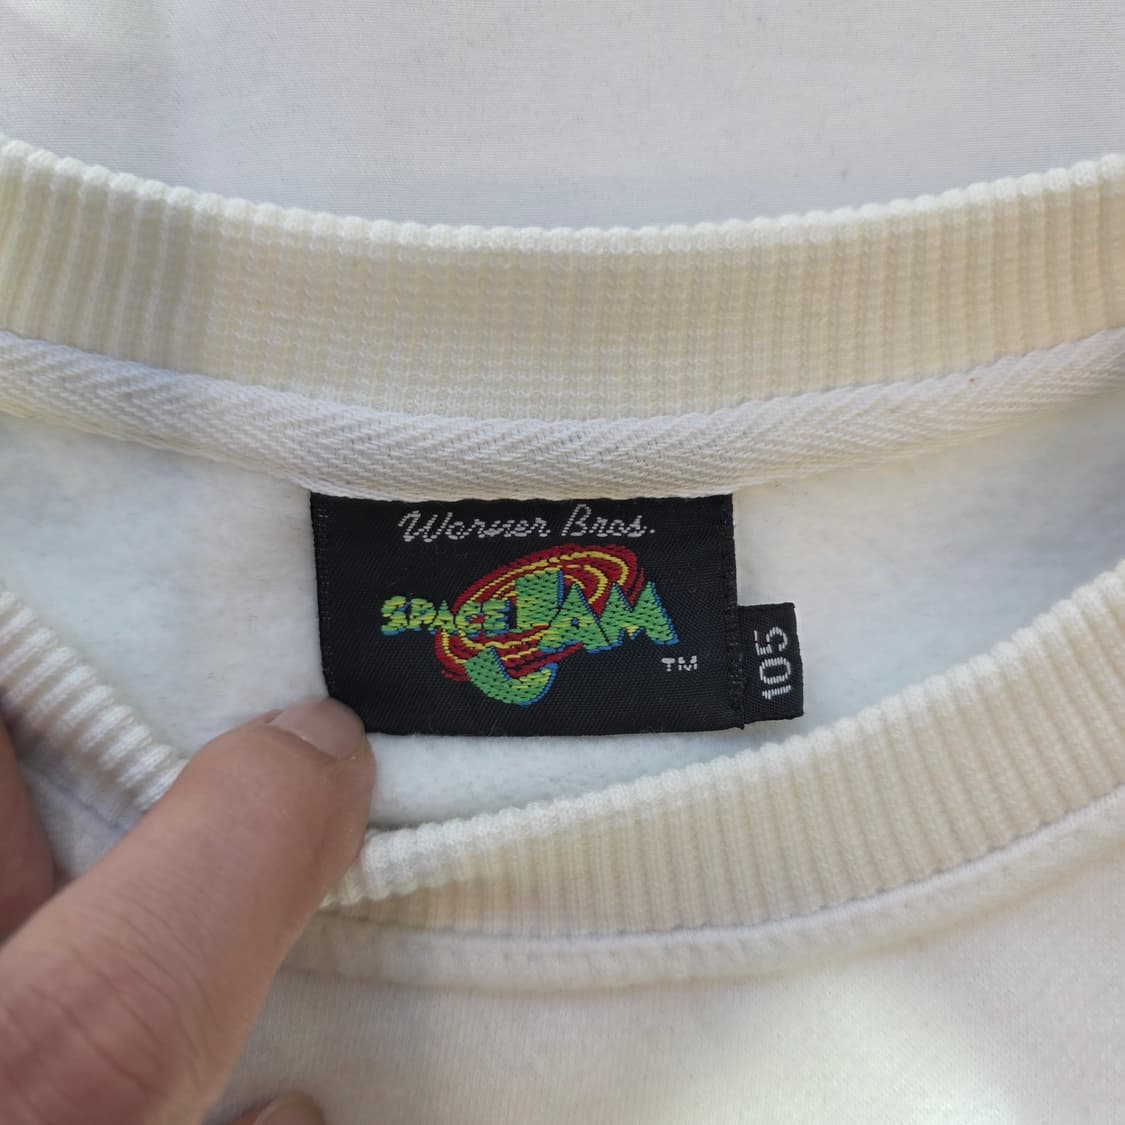 Warner Bros.
SPACE JAM
TM
105